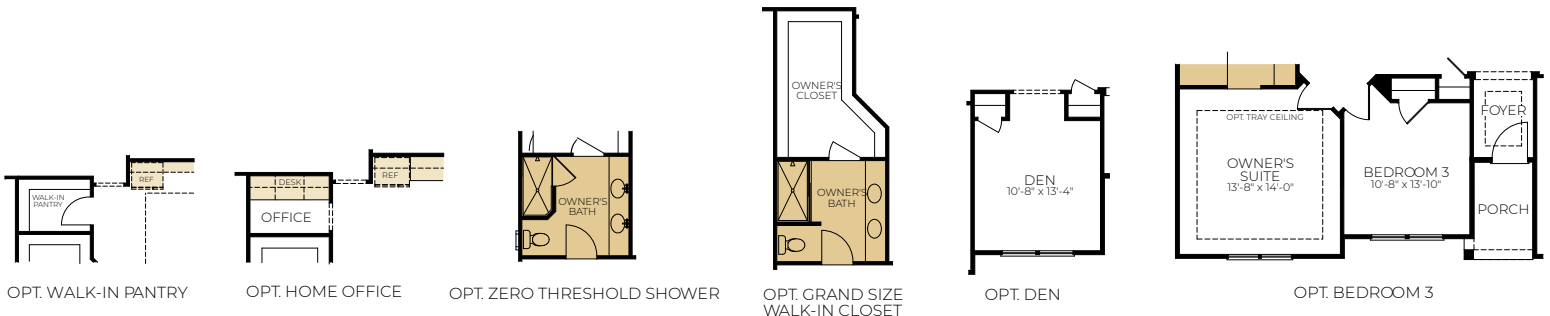 WALK-IN
PANTRY
REF
OPT. WALK-IN PANTRY
DESK
REF
OFFICE
OPT. HOME OFFICE
OWNER'S
BATH
OPT. ZERO THRESHOLD SHOWER
OWNER'S
CLOSET
OWNER'S
BATH
OPT. GRAND SIZE
WALK-IN CLOSET
DEN
10'-8" x 13'-4"
OPT. DEN
OPT. TRAY CEILING
OWNER'S
SUITE
13'-8" x 14'-0"
BEDROOM 3
10'-8" x 13'-10"
FOYER
PORCH
OPT. BEDROOM 3